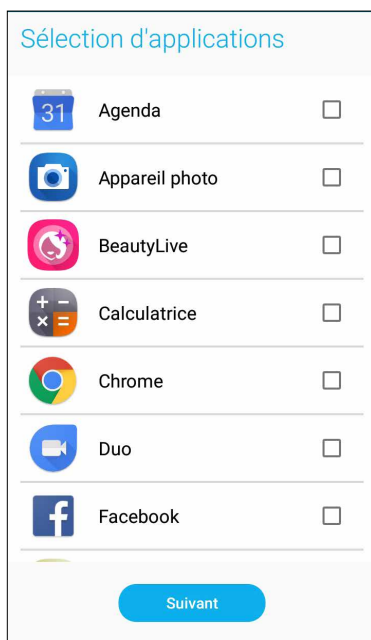 Sélection d'applications
31
Agenda
Appareil photo
BeautyLive
Calculatrice
Chrome
Duo
Facebook
Suivant